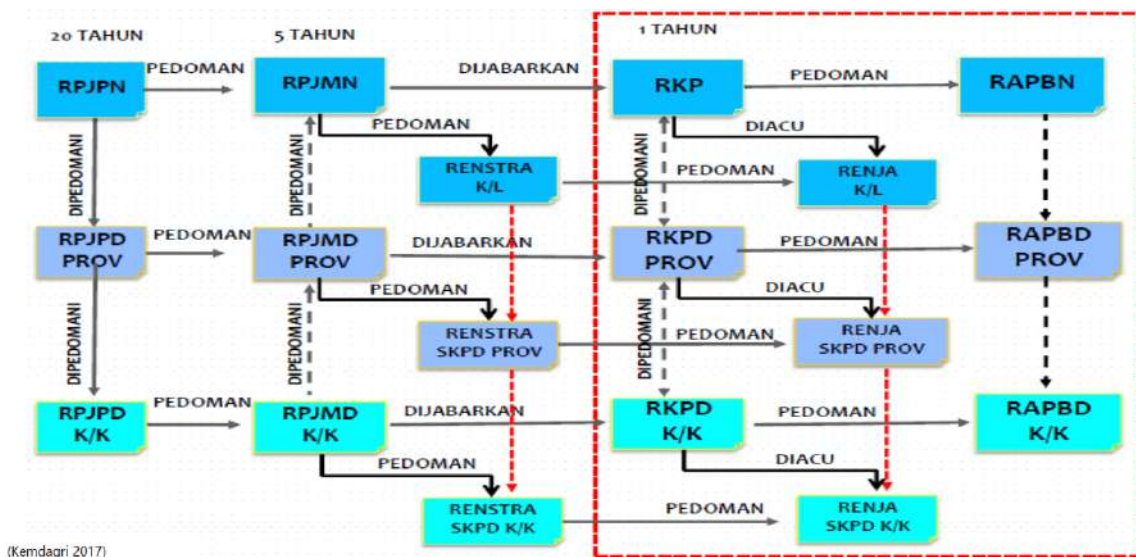 20 TAHUN
5 TAHUN
1 TAHUN
RPJPN
PEDOMAN
RPJMN
DIJABARKAN
RKP
PEDOMAN
RAPBN
PEDOMAN
DIACU
DIPEDOMANI
DIPEDOMANI
DIPEDOMANI
RENSTRA
K/L
PEDOMAN
RENJA
K/L
RPJPD
PROV
PEDOMAN
RPJMD
PROV
DIJABARKAN
RKPD
PROV
PEDOMAN
RAPBD
PROV
PEDOMAN
DIACU
DIPEDOMANI
DIPEDOMANI
DIPEDOMANI
RENSTRA
SKPD PROV
PEDOMAN
RENJA
SKPD PROV
RPJPD
K/K
PEDOMAN
RPJMD
K/K
DIJABARKAN
RKPD
K/K
PEDOMAN
RAPBD
K/K
PEDOMAN
DIACU
RENSTRA
SKPD K/K
PEDOMAN
RENJA
SKPD K/K
(Kemdagri 2017)